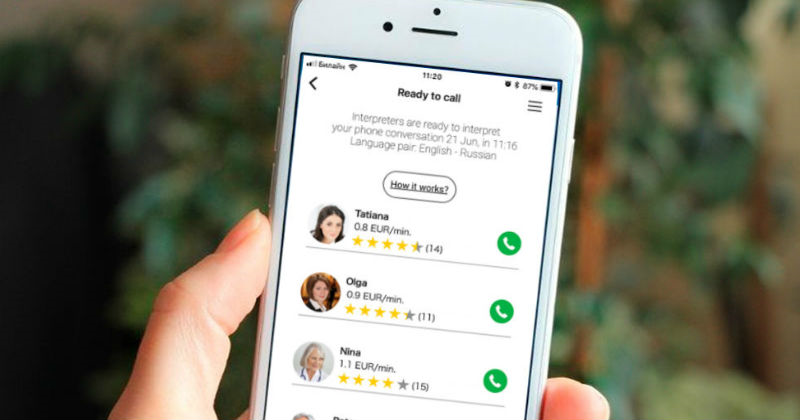 Билайн
11:20
87%
Ready to call
Interpreters are ready to interpret
your phone conversation 21 Jun, in 11:16
Language pair: English - Russian
How it works?
Tatiana
0.8 EUR/min.
(14)
Olga
0.9 EUR/min.
(11)
Nina
1.1 EUR/min.
(15)